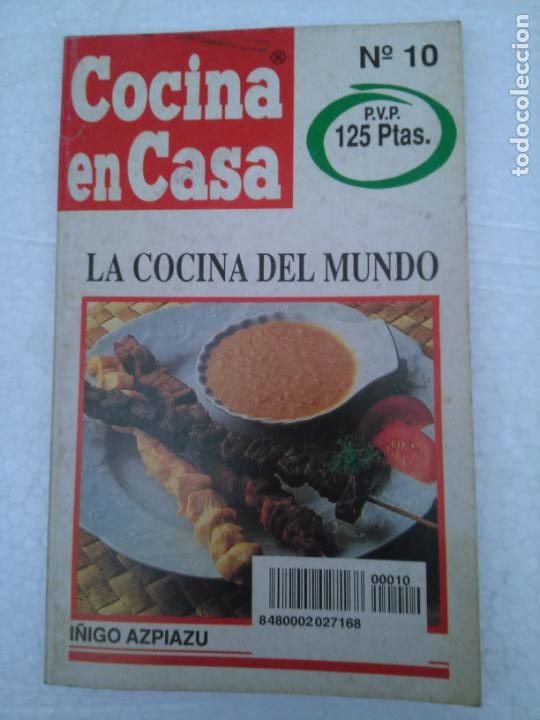 Cocina®
en Casa
Nº 10
P.V.P.
125 Ptas.
LA COCINA DEL MUNDO
00010
8480002027168
IÑIGO AZPIAZU
todocoleccion